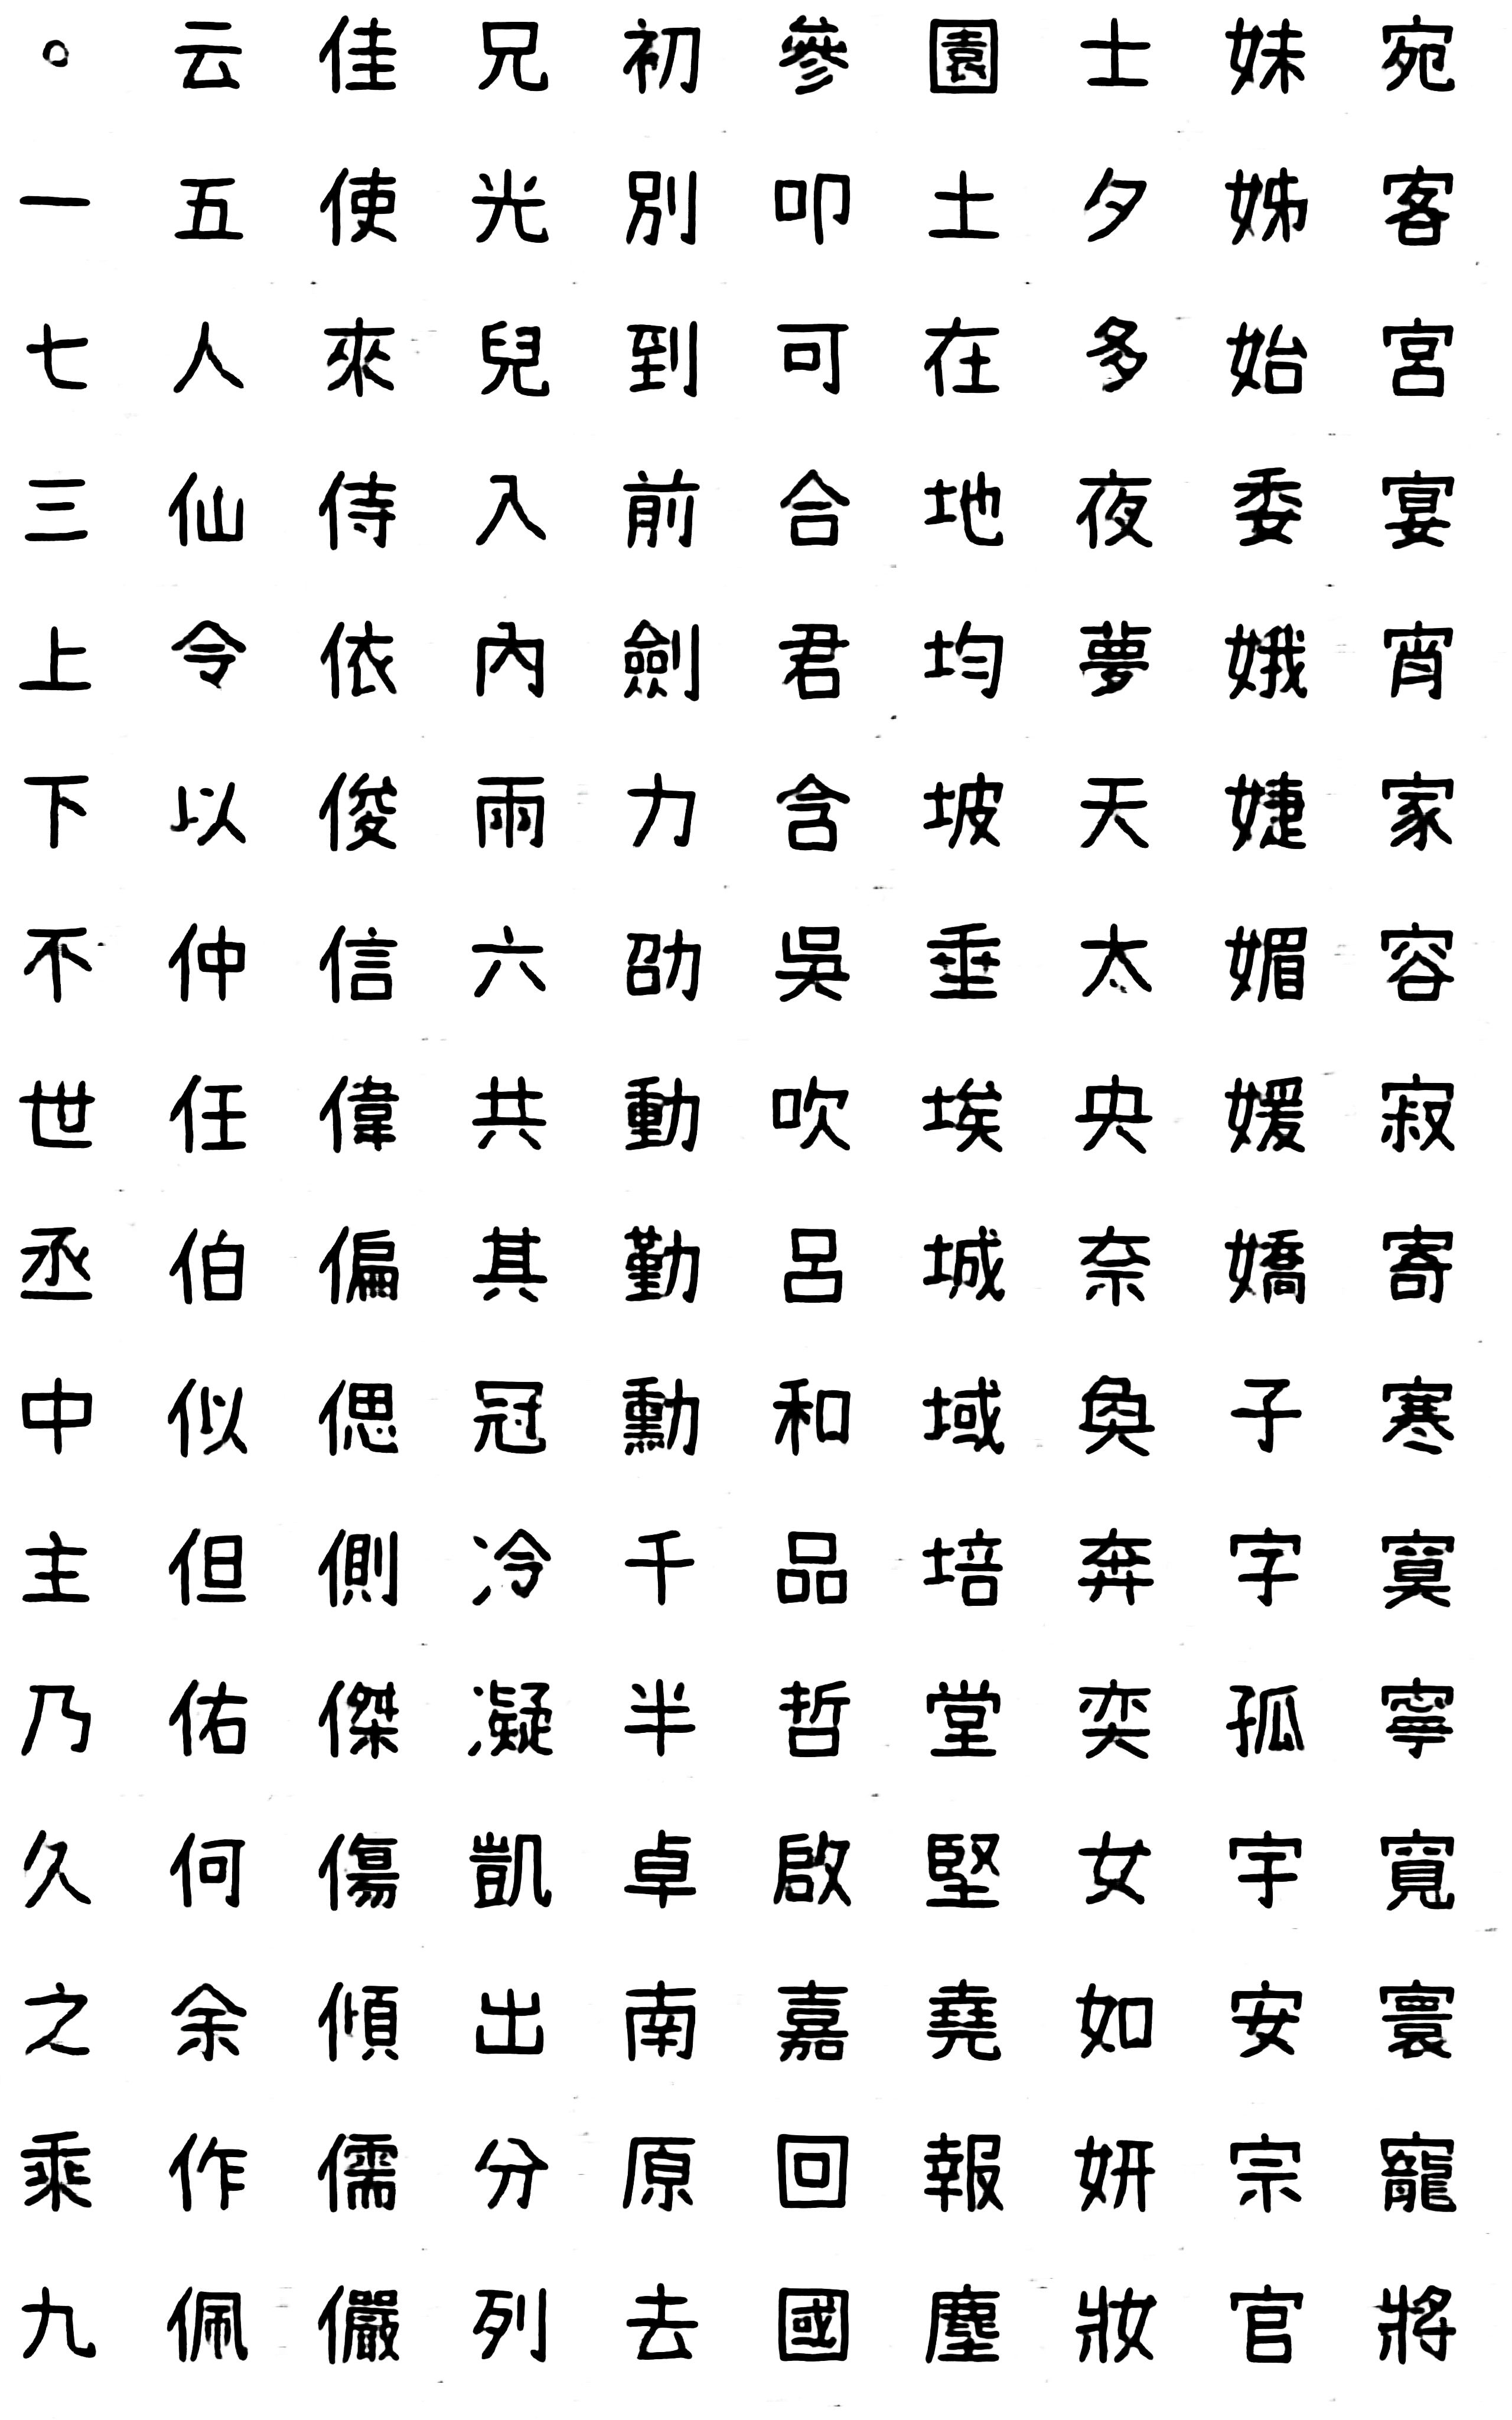 。云佳兄初參園士妹宛
一五使光別叩土夕姊客
七人來兒到可在多始宮
三仙侍入前合地夜委宴
上令依內劍君均夢娥宵
下以俊兩力含坡天婕家
不仲信六劭吳垂太媚容
世任偉共動吹埃央媛寂
丞伯偏其勤呂城奈嬌寄
中似偲冠勳和域奐子寒
主但側冷千品培奔字寞
乃佑傑凝半哲堂奕孤寧
久何傷凱卓啟堅女宇寬
之余傾出南嘉堯如安寰
乘作儒分原回報妍宗寵
九佩儼列去國塵妝官將